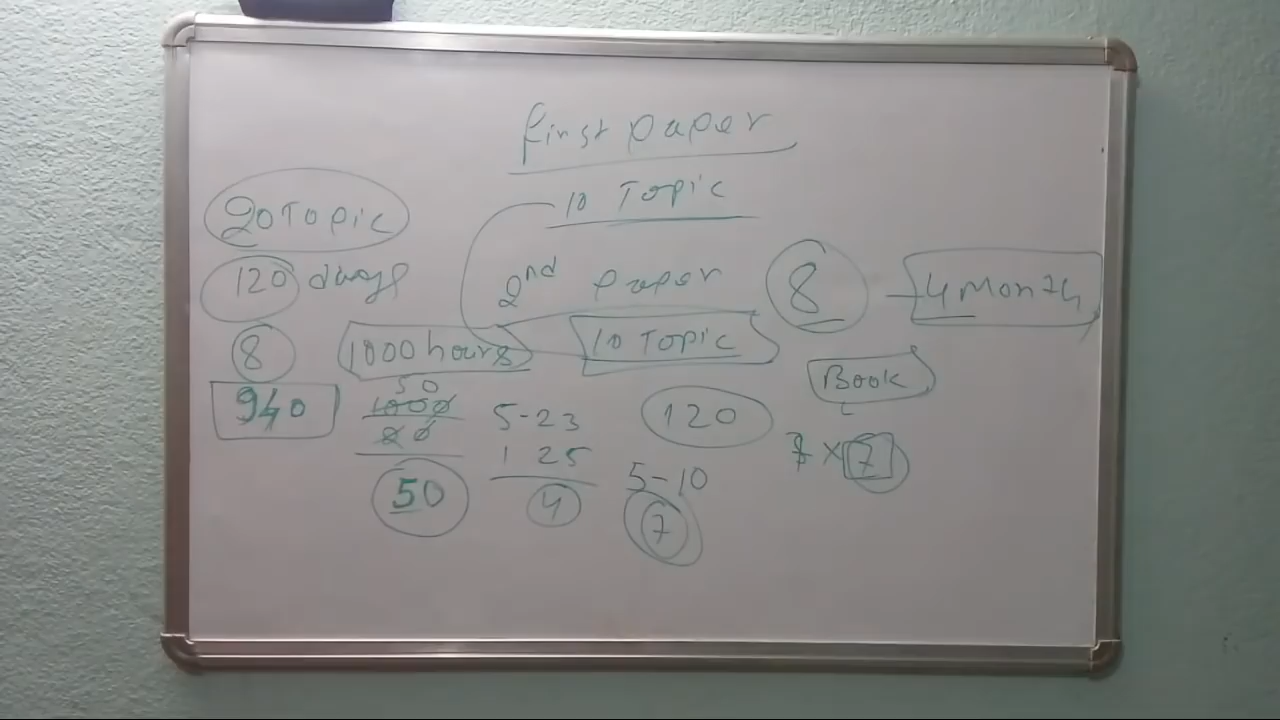 first paper
10 Topic
20 Topic
2nd paper
8 - 4 Month
120 days
8
1000 hours
10 Topic
Book
940
50
1000
20
5-23
120
1 25
7 × 7
50
4
5-10
7